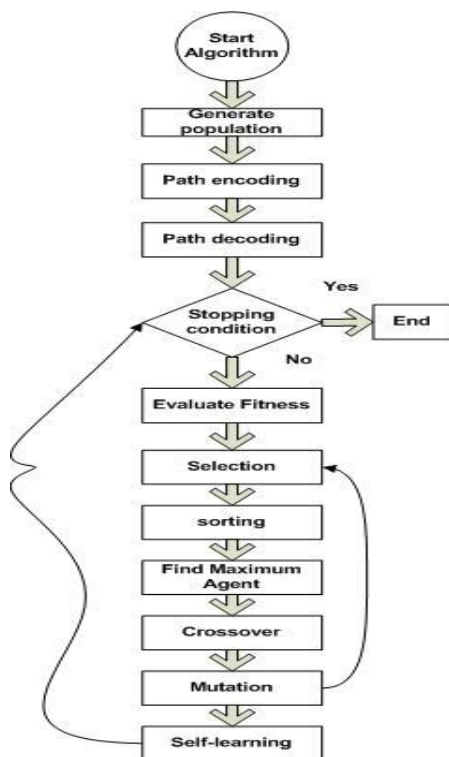 Start
Algorithm
Generate
population
Path encoding
Path decoding
Yes
Stopping
condition
End
No
Evaluate Fitness
Selection
sorting
Find Maximum
Agent
Crossover
Mutation
Self-learning